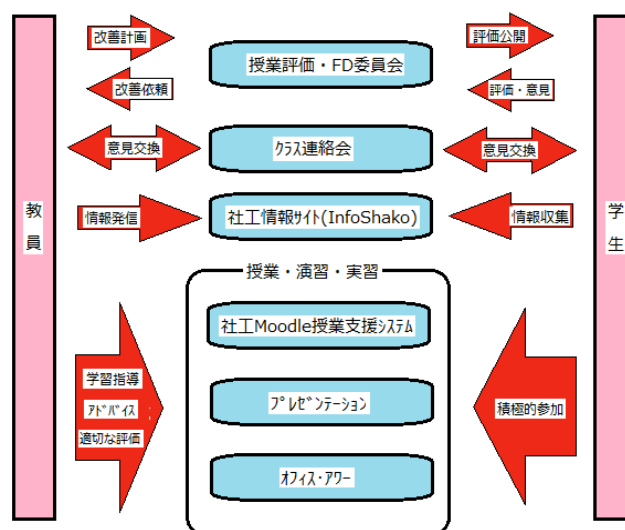 改善計画
授業評価・FD委員会
評価公開
改善依頼
評価・意見
意見交換
クラス連絡会
意見交換
教員
情報発信
社工情報サイト(InfoShako)
情報収集
学生
授業・演習・実習
社工Moodle授業支援システム
学習指導
アドバイス
適切な評価
プレゼンテーション
積極的参加
オフィス・アワー